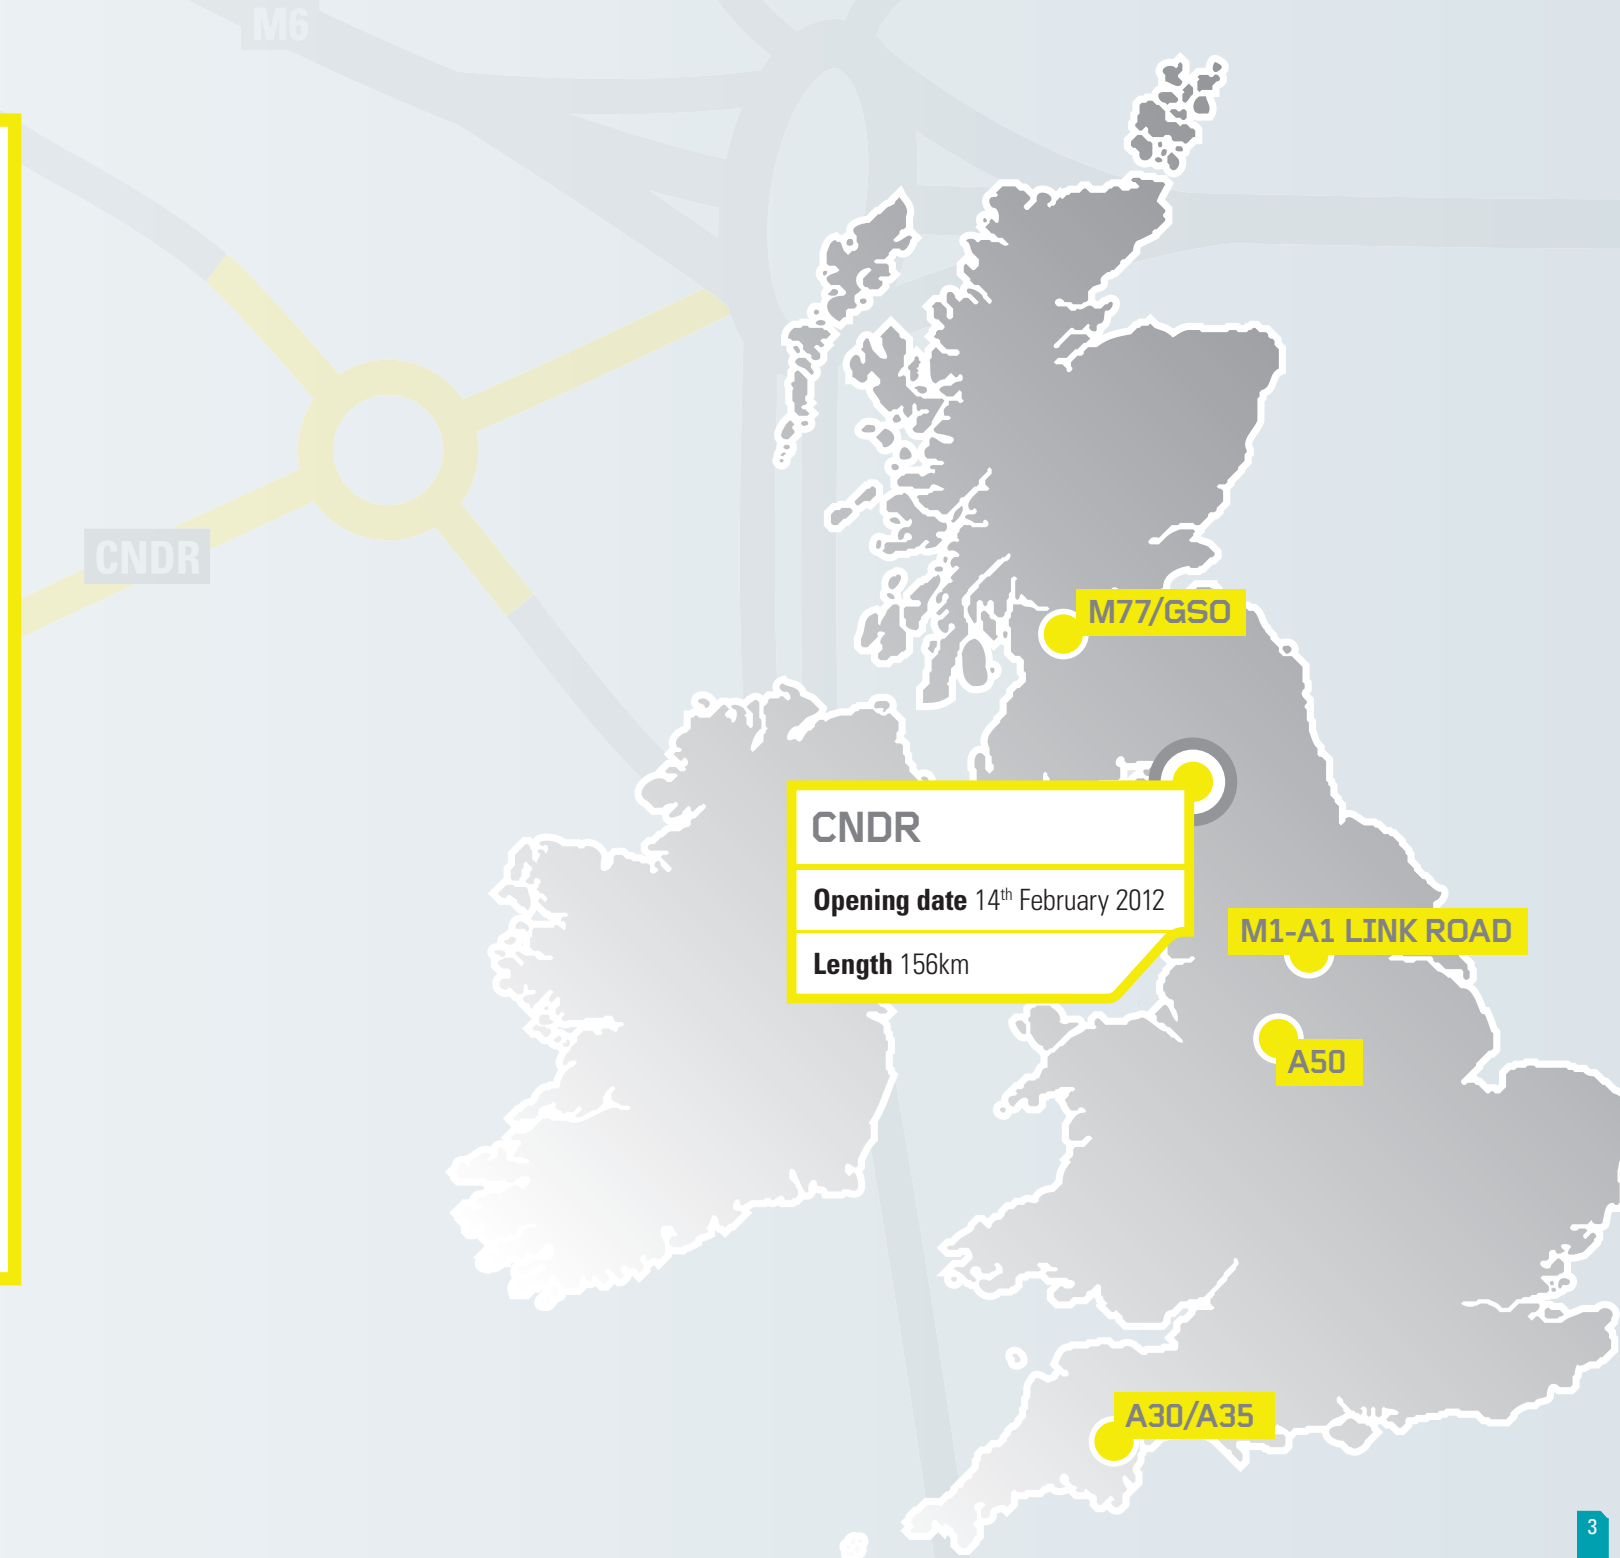 M6
CNDR
M77/GSO
CNDR
Opening date 14th February 2012
Length 156km
M1-A1 LINK ROAD
A50
A30/A35
3